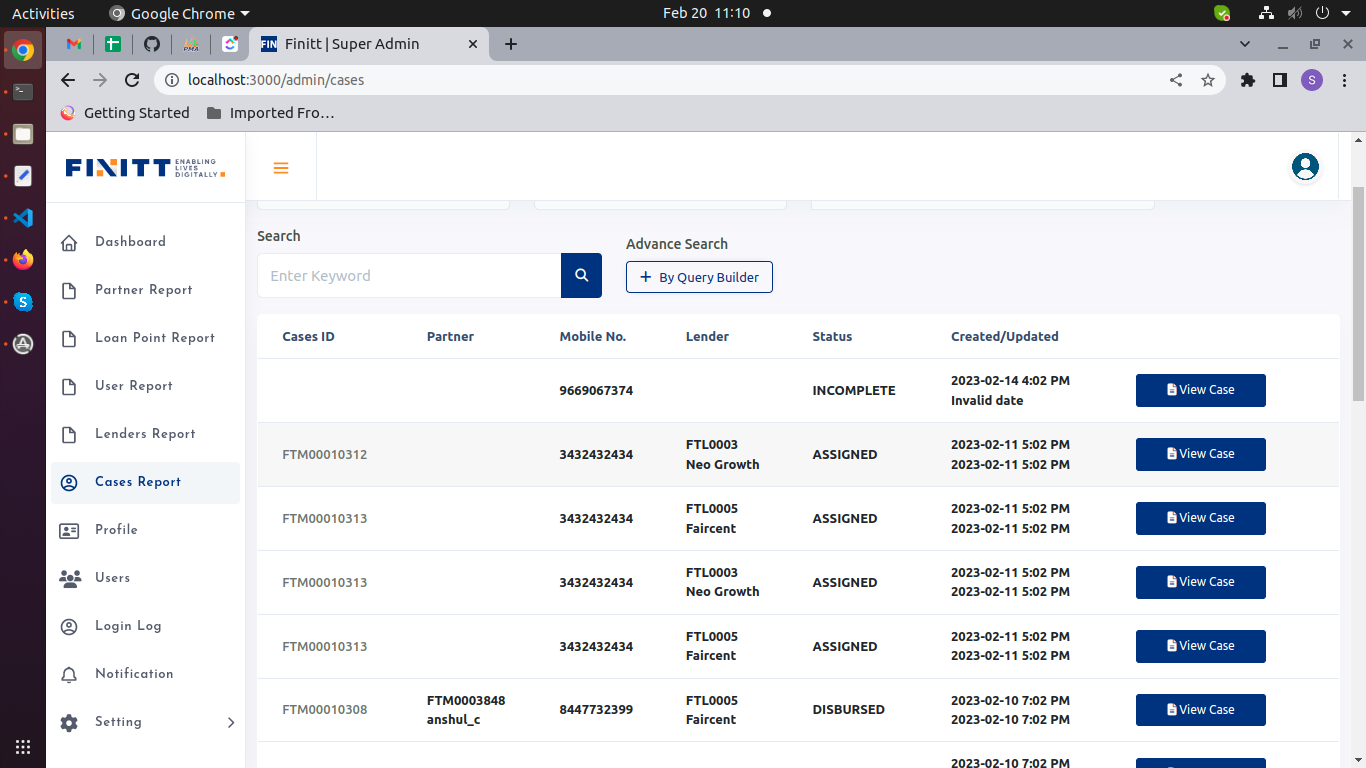 Activities
Google Chrome
Feb 20 11:10
FIN
Finitt | Super Admin
PMA
localhost:3000/admin/cases
S
Getting Started
Imported Fro…
FINITT
ENABLING
LIVES
DIGITALLY
Dashboard
Partner Report
Loan Point Report
User Report
Lenders Report
Cases Report
Profile
Users
Login Log
Notification
Setting
Search
Enter Keyword
Advance Search
+ By Query Builder
Cases ID Partner Mobile No. Lender Status Created/Updated
9669067374 INCOMPLETE 2023-02-14 4:02 PM View Case
Invalid date
FTM00010312 3432432434 FTL0003 ASSIGNED 2023-02-11 5:02 PM View Case
Neo Growth 2023-02-11 5:02 PM
FTM00010313 3432432434 FTL0005 ASSIGNED 2023-02-11 5:02 PM View Case
Faircent 2023-02-11 5:02 PM
FTM00010313 3432432434 FTL0003 ASSIGNED 2023-02-11 5:02 PM View Case
Neo Growth 2023-02-11 5:02 PM
FTM00010313 3432432434 FTL0005 ASSIGNED 2023-02-11 5:02 PM View Case
Faircent 2023-02-11 5:02 PM
FTM00010308 FTM0003848 8447732399 FTL0005 DISBURSED 2023-02-10 7:02 PM View Case
anshul_c Faircent 2023-02-10 7:02 PM
2023-02-10 7:02 PM